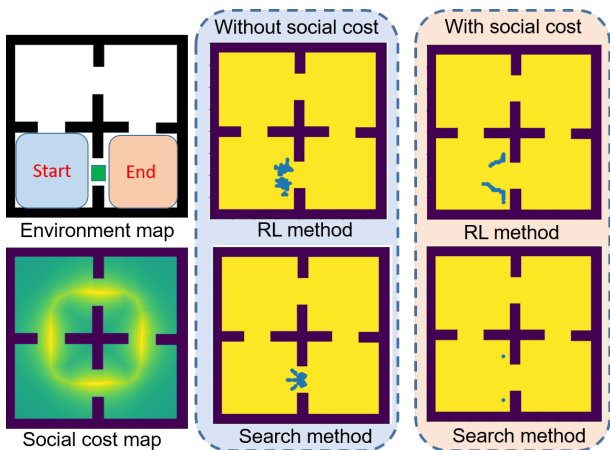 Without social cost
With social cost
Start
End
Environment map
RL method
RL method
Social cost map
Search method
Search method